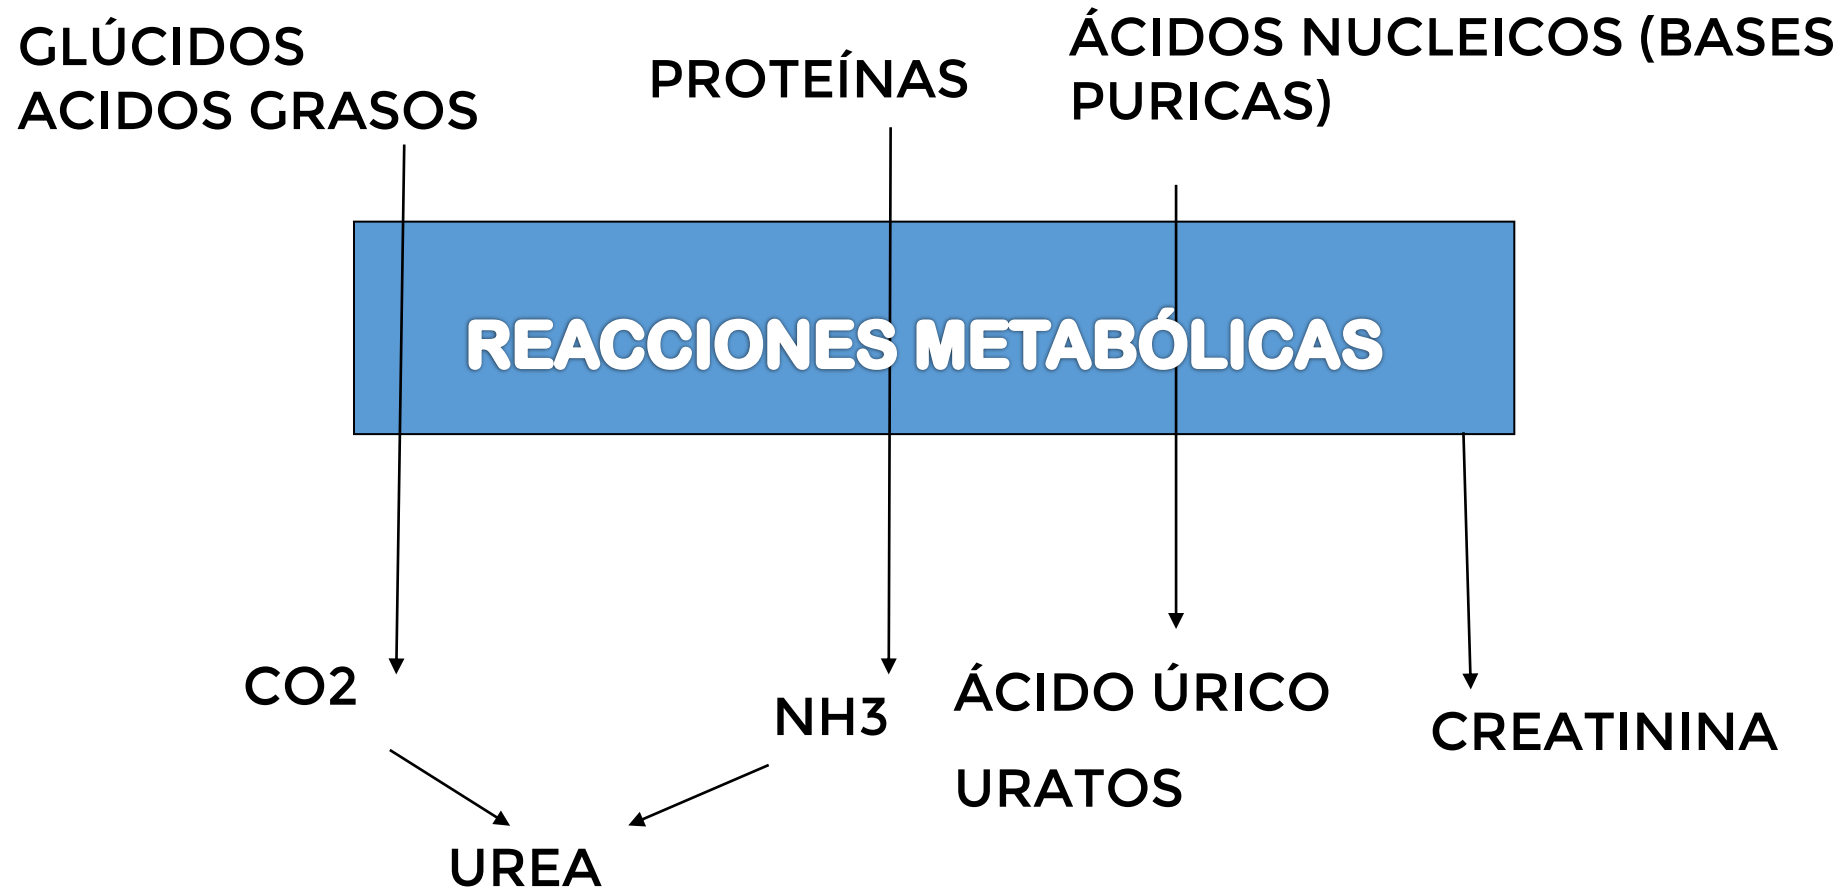 GLÚCIDOS
ACIDOS GRASOS
PROTEÍNAS
ÁCIDOS NUCLEICOS (BASES
PURICAS)
REACCIONES METABÓLICAS
CO2
NH3
ÁCIDO ÚRICO
URATOS
CREATININA
UREA